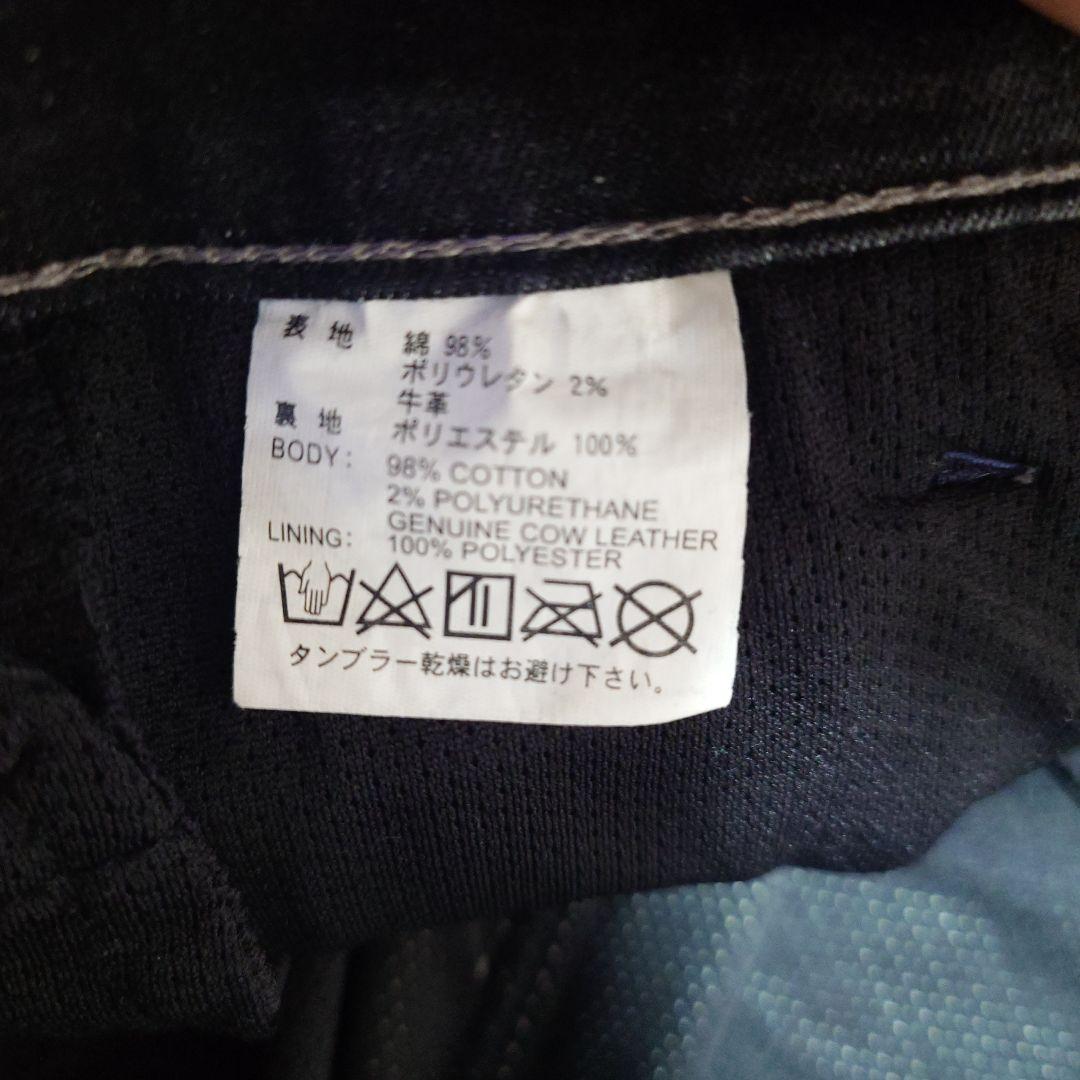 表 地 綿 98%
ポリウレタン 2%
牛革
裏 地 ポリエステル 100%
BODY: 98% COTTON
2% POLYURETHANE
GENUINE COW LEATHER
LINING: 100% POLYESTER
タンブラー乾燥はお避け下さい。